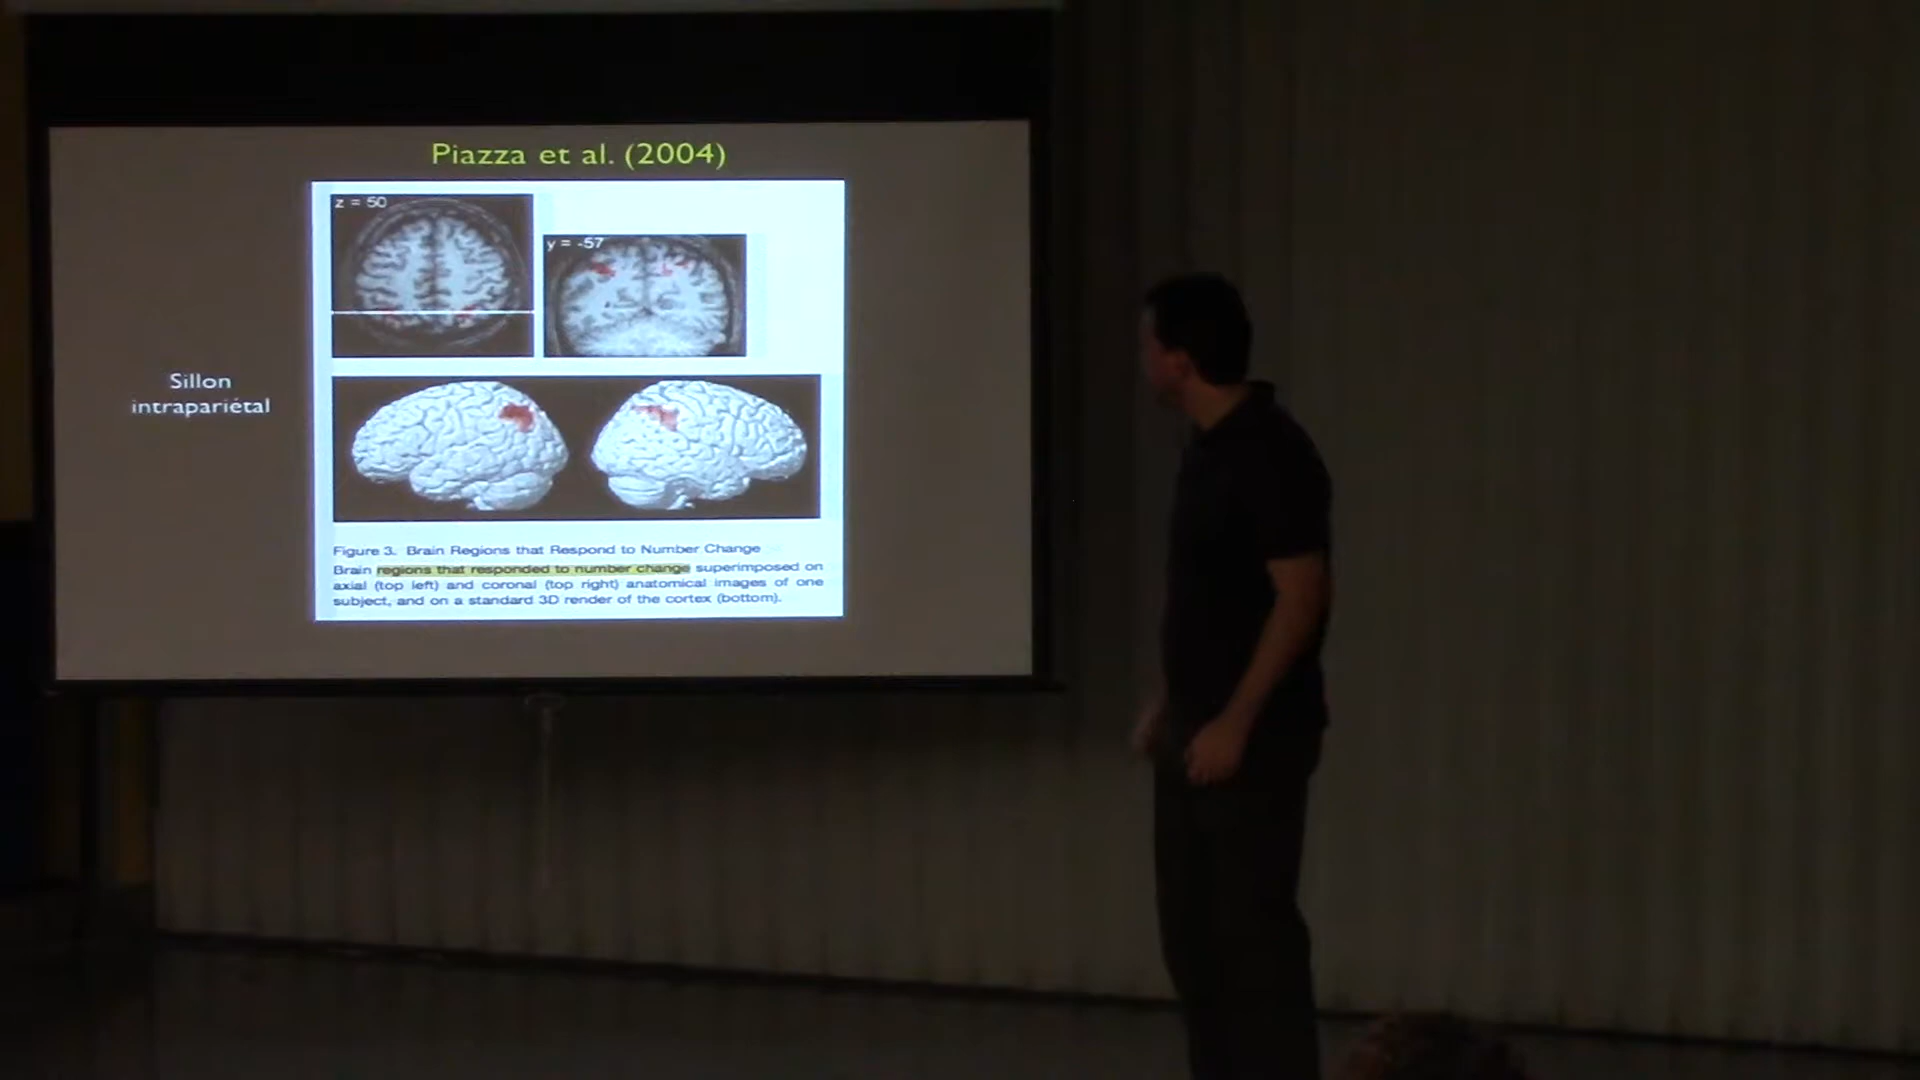 Piazza et al. (2004)
z = 50
y = -57
Sillon
intrapariétal
Figure 3. Brain Regions that Respond to Number Change
Brain regions that responded to number change superimposed on
axial (top left) and coronal (top right) anatomical images of one
subject, and on a standard 3D render of the cortex (bottom).